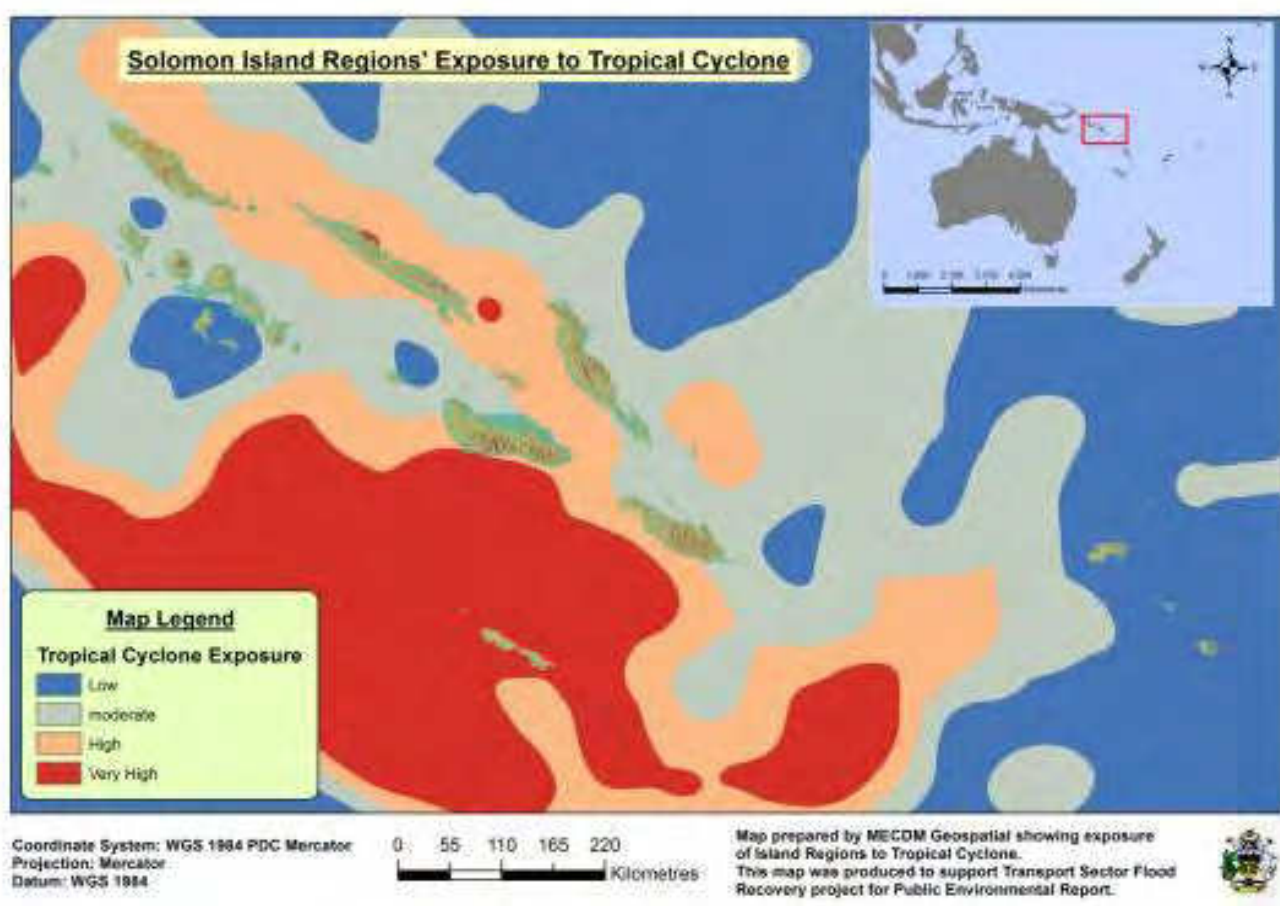 Solomon Island Regions' Exposure to Tropical Cyclone
Map Legend
Tropical Cyclone Exposure
Low
moderate
High
Very High
Coordinate System: WGS 1984 PDC Mercator
Projection: Mercator
Datum: WGS 1984
0 55 110 165 220
Kilometres
Map prepared by MECDM Geospatial showing exposure
of Island Regions to Tropical Cyclone.
This map was produced to support Transport Sector Flood
Recovery project for Public Environmental Report.